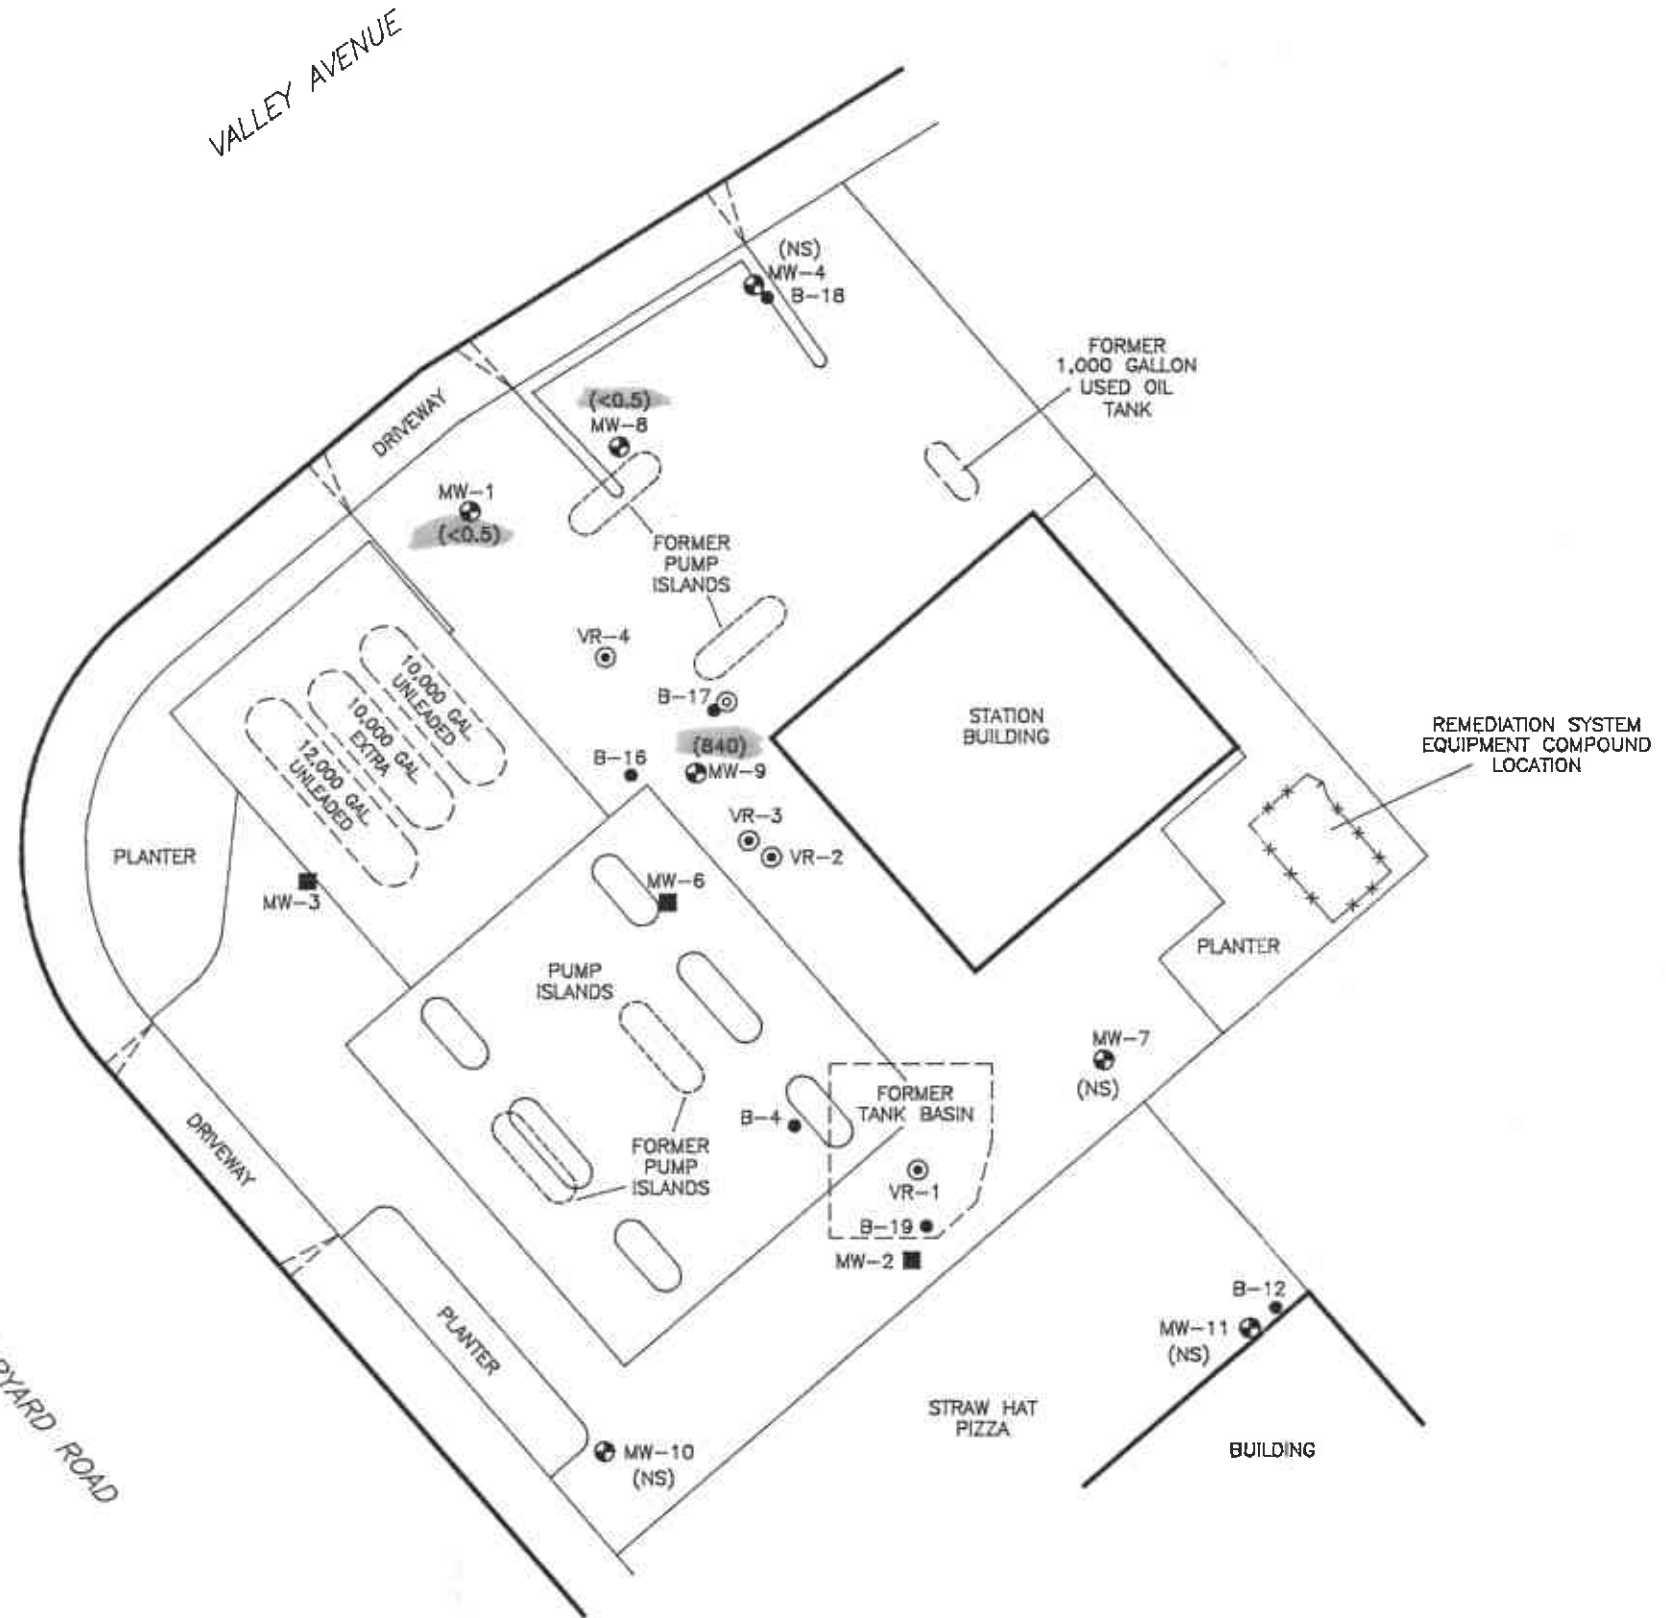 VALLEY AVENUE
(NS)
MW-4
B-18
FORMER
1,000 GALLON
USED OIL
TANK
DRIVEWAY
(<0.5)
MW-8
MW-1
(<0.5)
FORMER
PUMP
ISLANDS
VR-4
B-17
10,000 GAL.
UNLEADED
10,000 GAL.
EXTRA
12,000 GAL.
UNLEADED
(840)
MW-9
B-16
STATION
BUILDING
REMEDIATION SYSTEM
EQUIPMENT COMPOUND
LOCATION
VR-3
VR-2
PLANTER
MW-3
MW-6
PLANTER
PUMP
ISLANDS
MW-7
(NS)
FORMER
TANK BASIN
B-4
DRIVEWAY
FORMER
PUMP
ISLANDS
VR-1
B-19
MW-2
B-12
MW-11
(NS)
PLANTER
STRAW HAT
PIZZA
BUILDING
MW-10
(NS)
ROAD